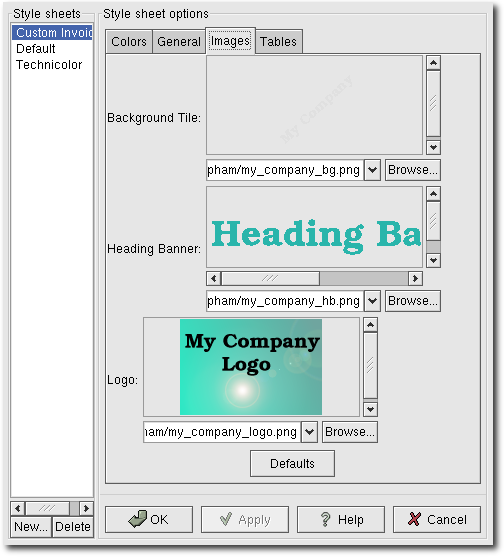 Style sheets
Custom Invoic
Default
Technicolor
New... Delete
Style sheet options
Colors General Images Tables
Background Tile:
My Company
pham/my_company_bg.png Browse...
Heading Banner:
Heading Ba
pham/my_company_hb.png Browse...
Logo:
My Company
Logo
ham/my_company_logo.png Browse...
Defaults
OK Apply Help Cancel